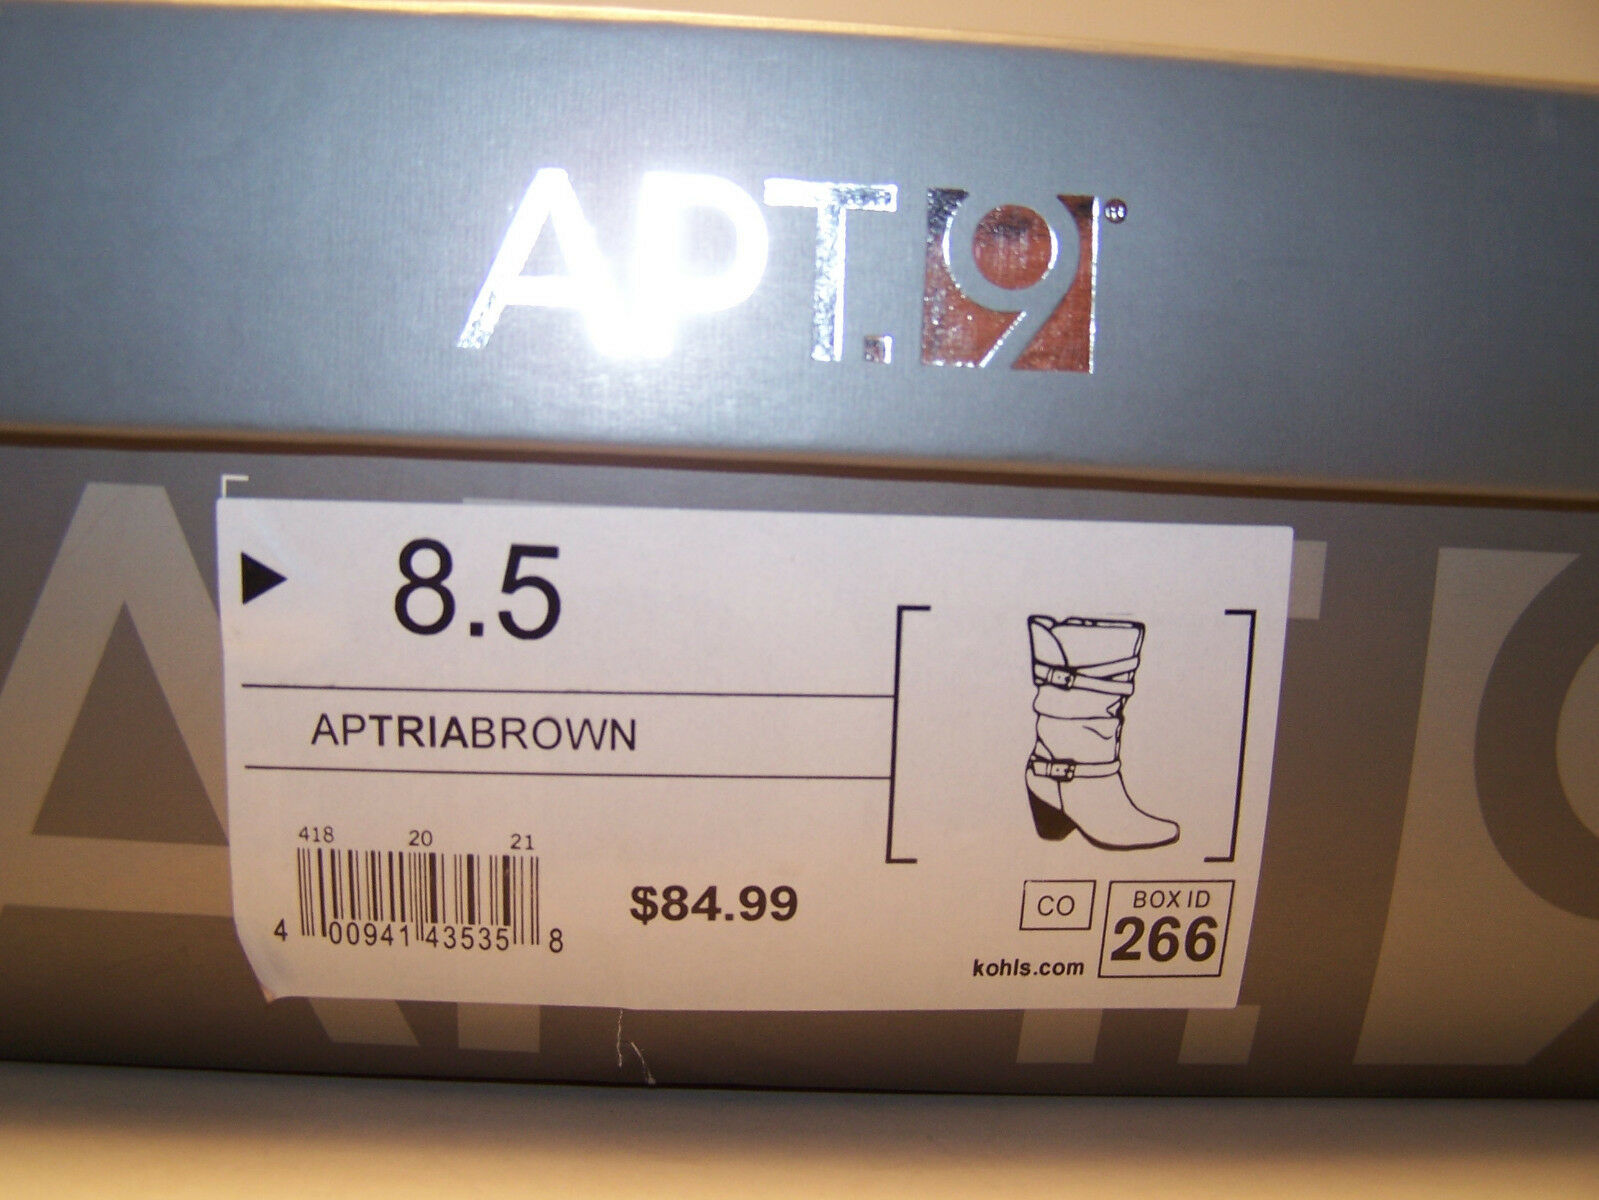 APT.9®
8.5
APTRIABROWN
418 20 21
4 00941 43535 8
$84.99
CO
BOX ID
266
kohls.com